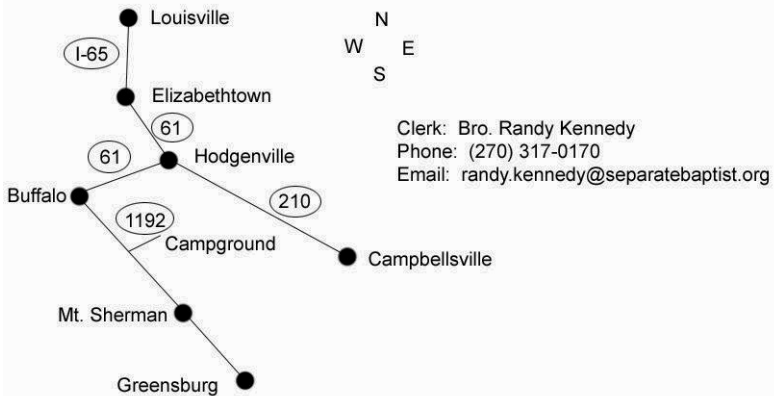 Louisville
N
W E
S
I-65
Elizabethtown
61
Clerk: Bro. Randy Kennedy
Phone: (270) 317-0170
Email: randy.kennedy@separatebaptist.org
61
Hodgenville
Buffalo
210
1192
Campground
Campbellsville
Mt. Sherman
Greensburg